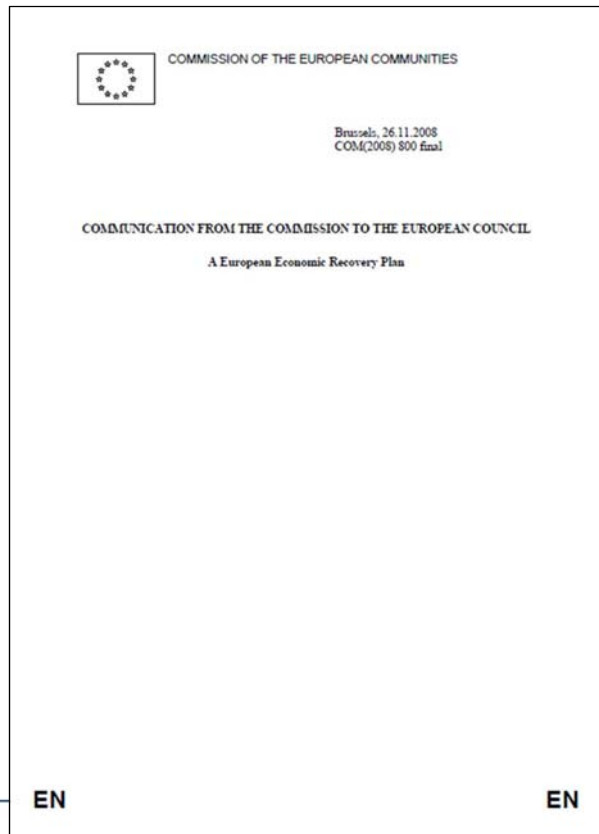 COMMISSION OF THE EUROPEAN COMMUNITIES
Brussels, 26.11.2008
COM(2008) 800 final
COMMUNICATION FROM THE COMMISSION TO THE EUROPEAN COUNCIL
A European Economic Recovery Plan
EN EN